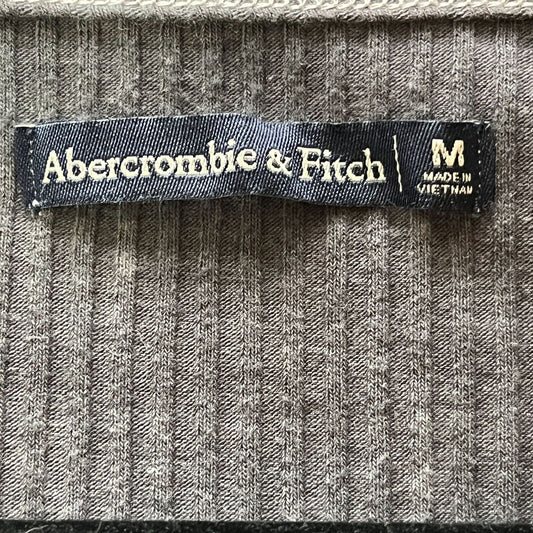 Abercrombie & Fitch
M
MADE IN
VIETNAM